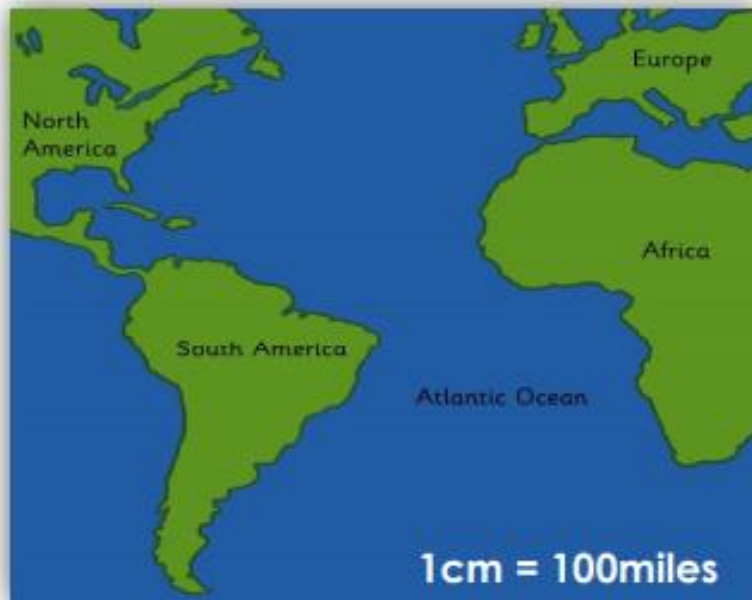 Europe
North
America
Africa
South America
Atlantic Ocean
1cm = 100miles